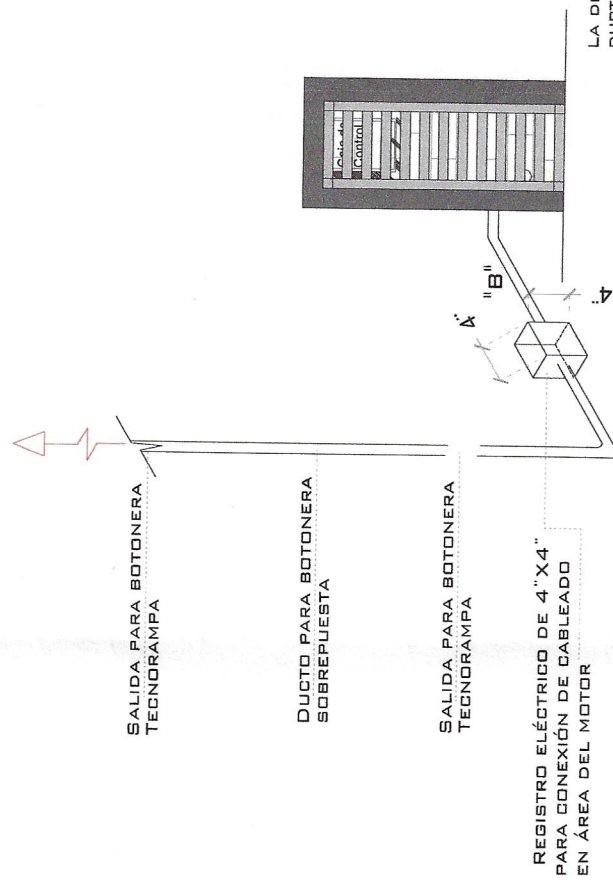 SALIDA PARA BOTONERA
TECNORAMPA
DUCTO PARA BOTONERA
SOBREPUESTA
SALIDA PARA BOTONERA
TECNORAMPA
REGISTRO ELÉCTRICO DE 4"X4"
PARA CONEXIÓN DE CABLEADO
EN ÁREA DEL MOTOR
4"
"B"
4"
Control
LA